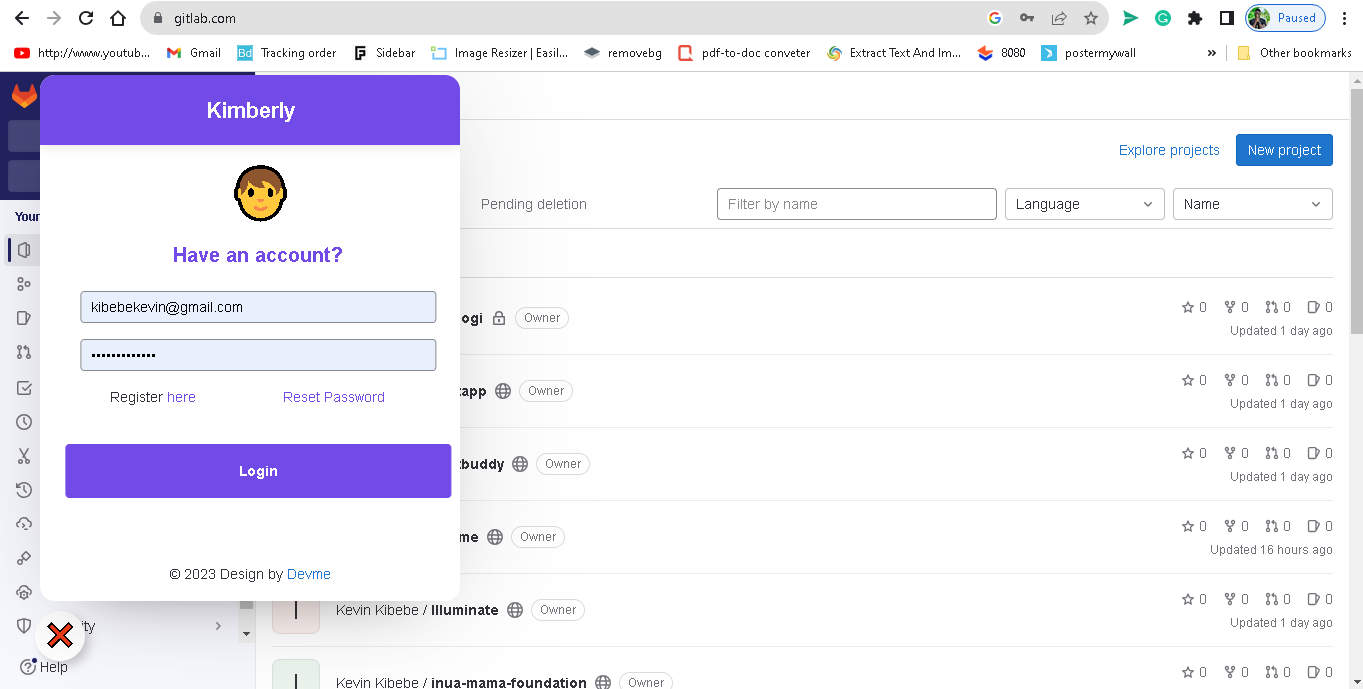 gitlab.com
Paused
http://www.youtub...
Gmail
Bd Tracking order
Sidebar
Image Resizer | Easil...
removebg
pdf-to-doc conveter
Extract Text And Im...
8080
postermywall
»
Other bookmarks
Kimberly
Have an account?
kibebekevin@gmail.com
•••••••••••••
Register here
Reset Password
Login
© 2023 Design by Devme
Your
ity
Help
Explore projects
New project
Pending deletion
Filter by name
Language
Name
ogi Owner
0 0 0 0
Updated 1 day ago
app Owner
0 0 0 0
Updated 1 day ago
buddy Owner
0 0 0 0
Updated 1 day ago
me Owner
0 0 0 0
Updated 16 hours ago
I
Kevin Kibebe / Illuminate Owner
0 0 0 0
Updated 1 day ago
I
Kevin Kibebe / inua-mama-foundation Owner
0 0 0 0